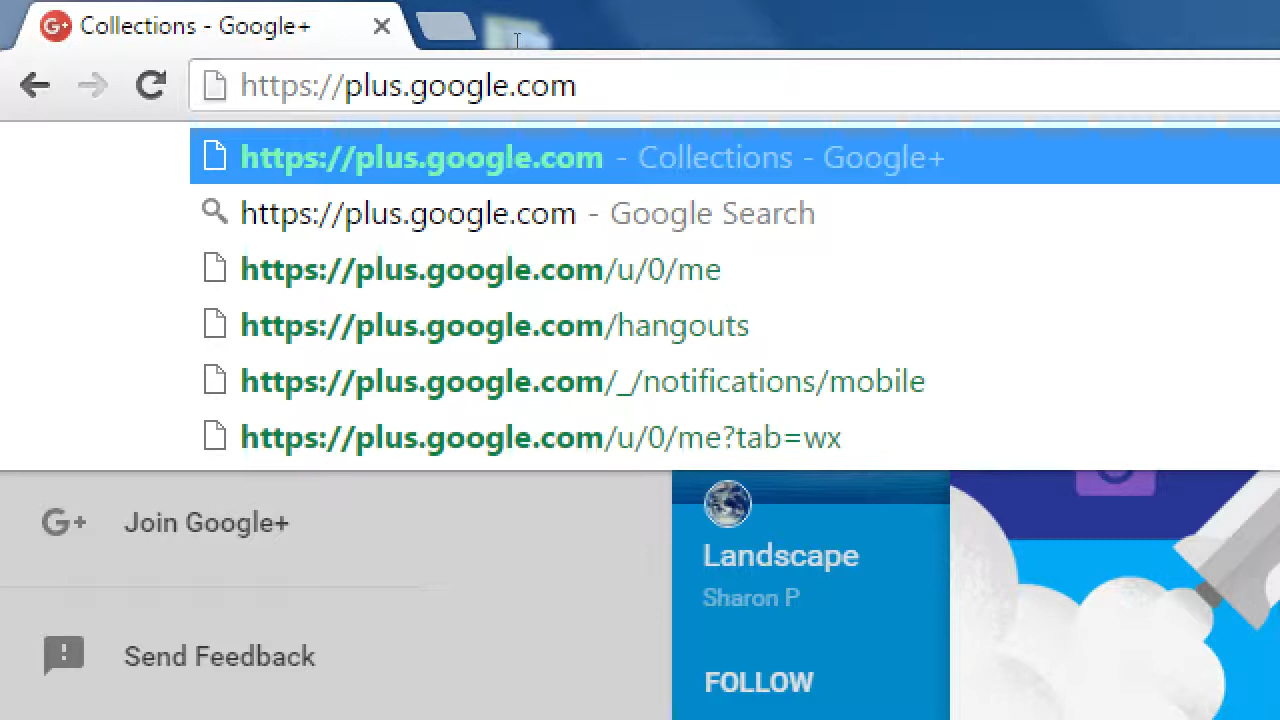 G+ Collections - Google+
https://plus.google.com
https://plus.google.com - Collections - Google+
https://plus.google.com - Google Search
https://plus.google.com/u/0/me
https://plus.google.com/hangouts
https://plus.google.com/_/notifications/mobile
https://plus.google.com/u/0/me?tab=wx
G+ Join Google+
Send Feedback
Landscape
Sharon P
FOLLOW